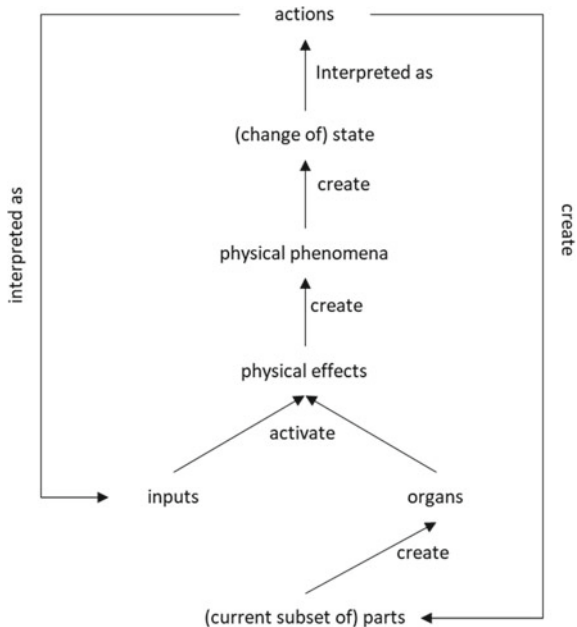 actions
Interpreted as
(change of) state
create
interpreted as
create
physical phenomena
create
physical effects
activate
inputs
organs
create
(current subset of) parts